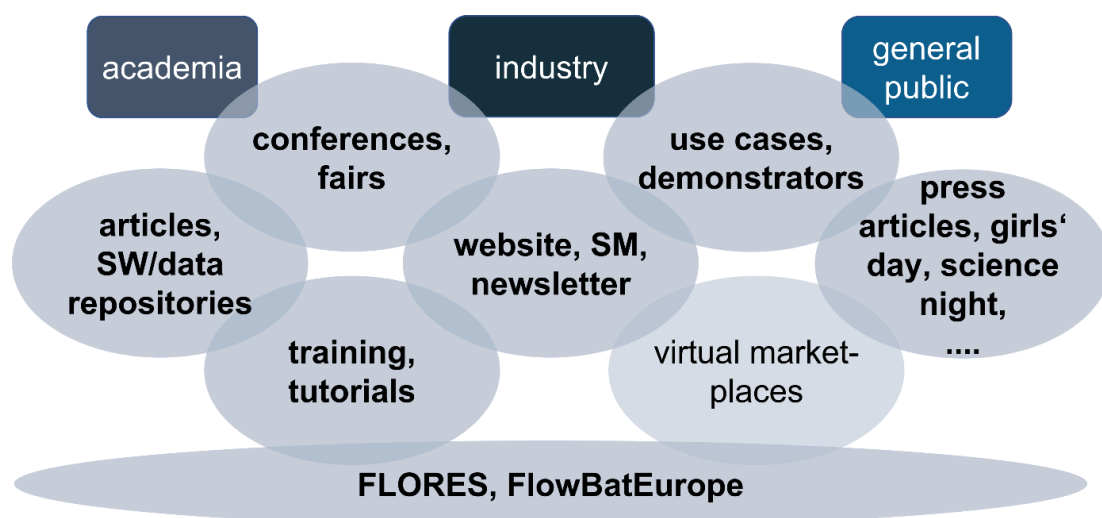 academia
industry
general
public
conferences,
fairs
use cases,
demonstrators
articles,
SW/data
repositories
website, SM,
newsletter
press
articles, girls‘
day, science
night,
....
training,
tutorials
virtual market-
places
FLORES, FlowBatEurope